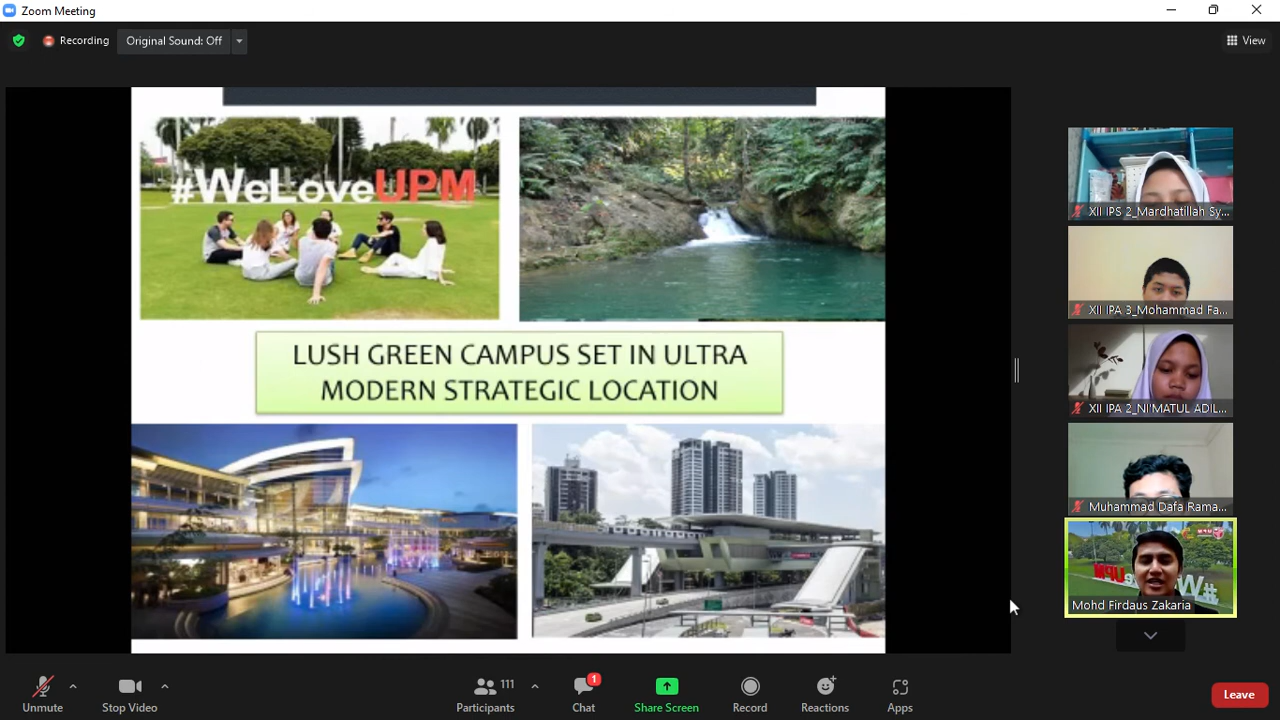 Zoom Meeting
Recording
Original Sound: Off
View
#WeLoveUPM
LUSH GREEN CAMPUS SET IN ULTRA
MODERN STRATEGIC LOCATION
XII IPS 2_Mardhatillah Sy...
XII IPA 3_Mohammad Fa...
XII IPA 2_NI'MATUL ADIL...
Muhammad Dafa Rama...
UPM
#We
Mohd Firdaus Zakaria
Unmute
Stop Video
111
Participants
1
Chat
Share Screen
Record
Reactions
Apps
Leave